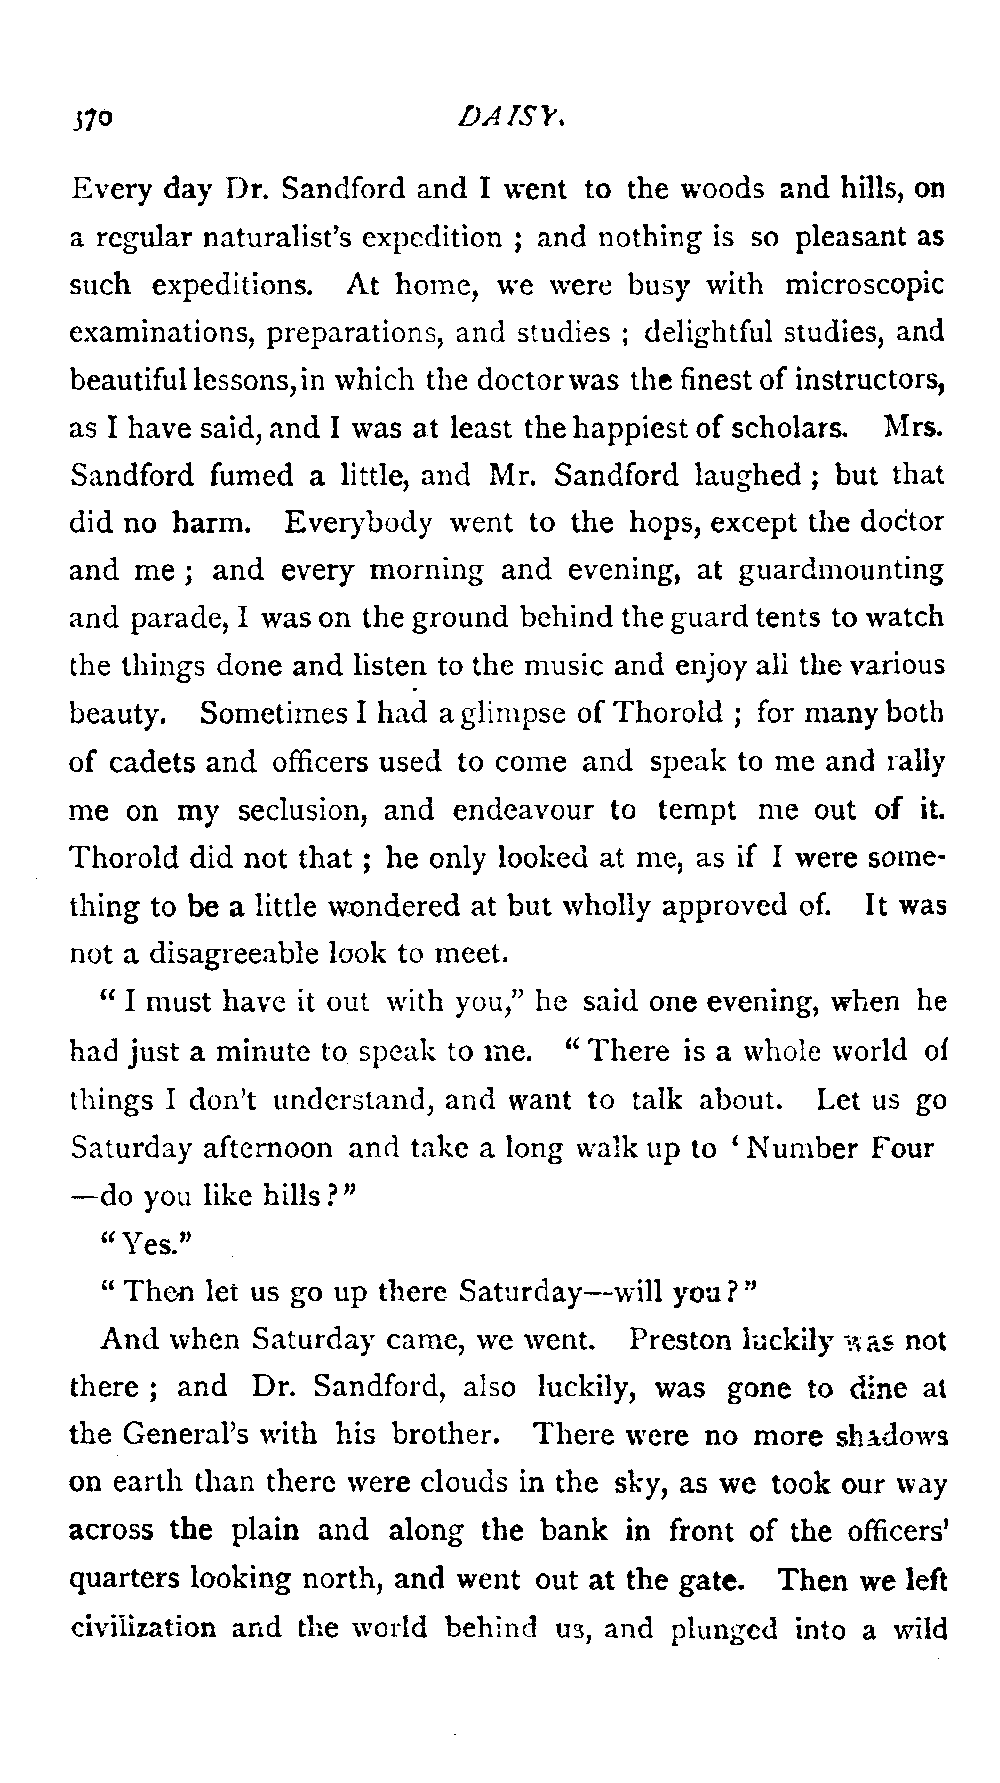 370 DAISY.
Every day Dr. Sandford and I went to the woods and hills, on
a regular naturalist's expedition ; and nothing is so pleasant as
such expeditions. At home, we were busy with microscopic
examinations, preparations, and studies ; delightful studies, and
beautiful lessons, in which the doctor was the finest of instructors,
as I have said, and I was at least the happiest of scholars. Mrs.
Sandford fumed a little, and Mr. Sandford laughed ; but that
did no harm. Everybody went to the hops, except the doctor
and me ; and every morning and evening, at guardmounting
and parade, I was on the ground behind the guard tents to watch
the things done and listen to the music and enjoy all the various
beauty. Sometimes I had a glimpse of Thorold ; for many both
of cadets and officers used to come and speak to me and rally
me on my seclusion, and endeavour to tempt me out of it.
Thorold did not that ; he only looked at me, as if I were some-
thing to be a little wondered at but wholly approved of. It was
not a disagreeable look to meet.
" I must have it out with you," he said one evening, when he
had just a minute to speak to me. " There is a whole world of
things I don't understand, and want to talk about. Let us go
Saturday afternoon and take a long walk up to ' Number Four
—do you like hills ? "
" Yes."
" Then let us go up there Saturday—will you ? "
And when Saturday came, we went. Preston luckily was not
there ; and Dr. Sandford, also luckily, was gone to dine at
the General's with his brother. There were no more shadows
on earth than there were clouds in the sky, as we took our way
across the plain and along the bank in front of the officers'
quarters looking north, and went out at the gate. Then we left
civilization and the world behind us, and plunged into a wild